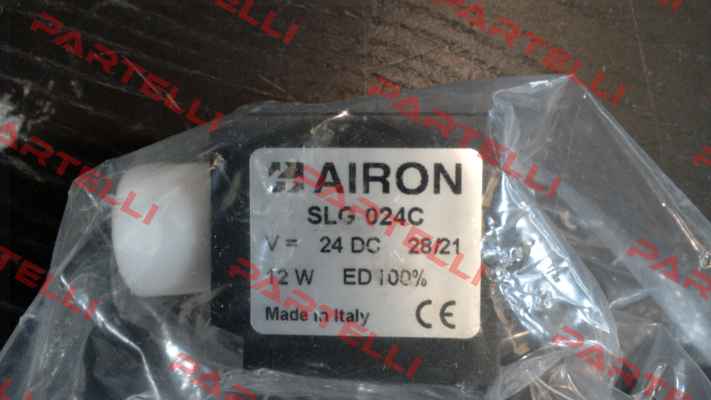 AIRON
SLG 024C
V = 24 DC 28/21
12 W ED 100%
Made in Italy CE
PARTELLI
PARTELLI
PARTELLI
PARTELLI
PARTELLI
PARTELLI
PARTELLI